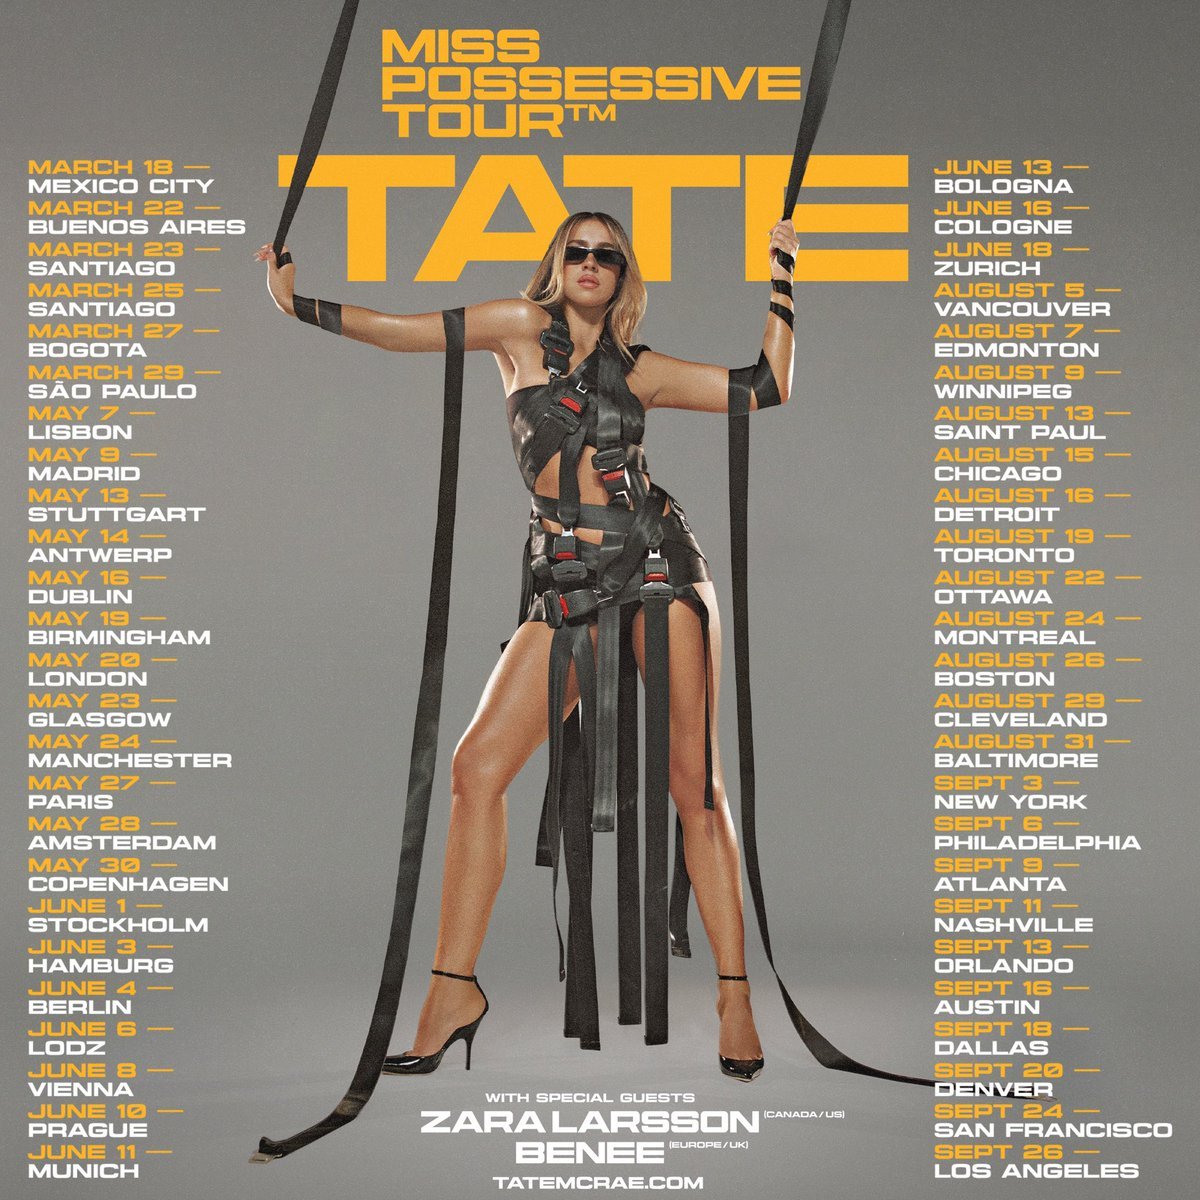 MISS
POSSESSIVE
TOUR™
TATE
MARCH 18 —
MEXICO CITY
MARCH 22 —
BUENOS AIRES
MARCH 23 —
SANTIAGO
MARCH 25 —
SANTIAGO
MARCH 27 —
BOGOTA
MARCH 29 —
SÃO PAULO
MAY 7 —
LISBON
MAY 9 —
MADRID
MAY 13 —
STUTTGART
MAY 14 —
ANTWERP
MAY 16 —
DUBLIN
MAY 19 —
BIRMINGHAM
MAY 20 —
LONDON
MAY 23 —
GLASGOW
MAY 24 —
MANCHESTER
MAY 27 —
PARIS
MAY 28 —
AMSTERDAM
MAY 30 —
COPENHAGEN
JUNE 1 —
STOCKHOLM
JUNE 3 —
HAMBURG
JUNE 4 —
BERLIN
JUNE 6 —
LODZ
JUNE 8 —
VIENNA
JUNE 10 —
PRAGUE
JUNE 11 —
MUNICH
JUNE 13 —
BOLOGNA
JUNE 16 —
COLOGNE
JUNE 18 —
ZURICH
AUGUST 5 —
VANCOUVER
AUGUST 7 —
EDMONTON
AUGUST 9 —
WINNIPEG
AUGUST 13 —
SAINT PAUL
AUGUST 15 —
CHICAGO
AUGUST 16 —
DETROIT
AUGUST 19 —
TORONTO
AUGUST 22 —
OTTAWA
AUGUST 24 —
MONTREAL
AUGUST 26 —
BOSTON
AUGUST 29 —
CLEVELAND
AUGUST 31 —
BALTIMORE
SEPT 3 —
NEW YORK
SEPT 6 —
PHILADELPHIA
SEPT 9 —
ATLANTA
SEPT 11 —
NASHVILLE
SEPT 13 —
ORLANDO
SEPT 16 —
AUSTIN
SEPT 18 —
DALLAS
SEPT 20 —
DENVER
SEPT 24 —
SAN FRANCISCO
SEPT 26 —
LOS ANGELES
WITH SPECIAL GUESTS
ZARA LARSSON (CANADA/US)
BENEE (EUROPE/UK)
TATEMCRAE.COM